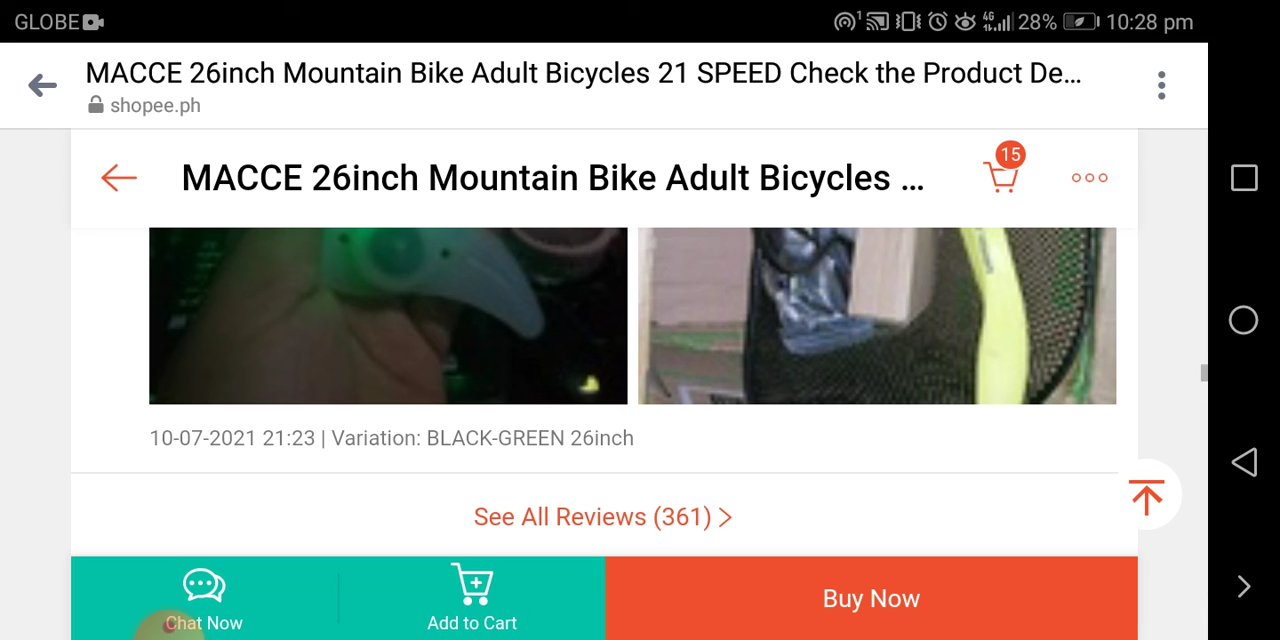 GLOBE
1 4G 28% 10:28 pm
MACCE 26inch Mountain Bike Adult Bicycles 21 SPEED Check the Product De...
shopee.ph
MACCE 26inch Mountain Bike Adult Bicycles ...
15
10-07-2021 21:23 | Variation: BLACK-GREEN 26inch
See All Reviews (361)
Chat Now
Add to Cart
Buy Now